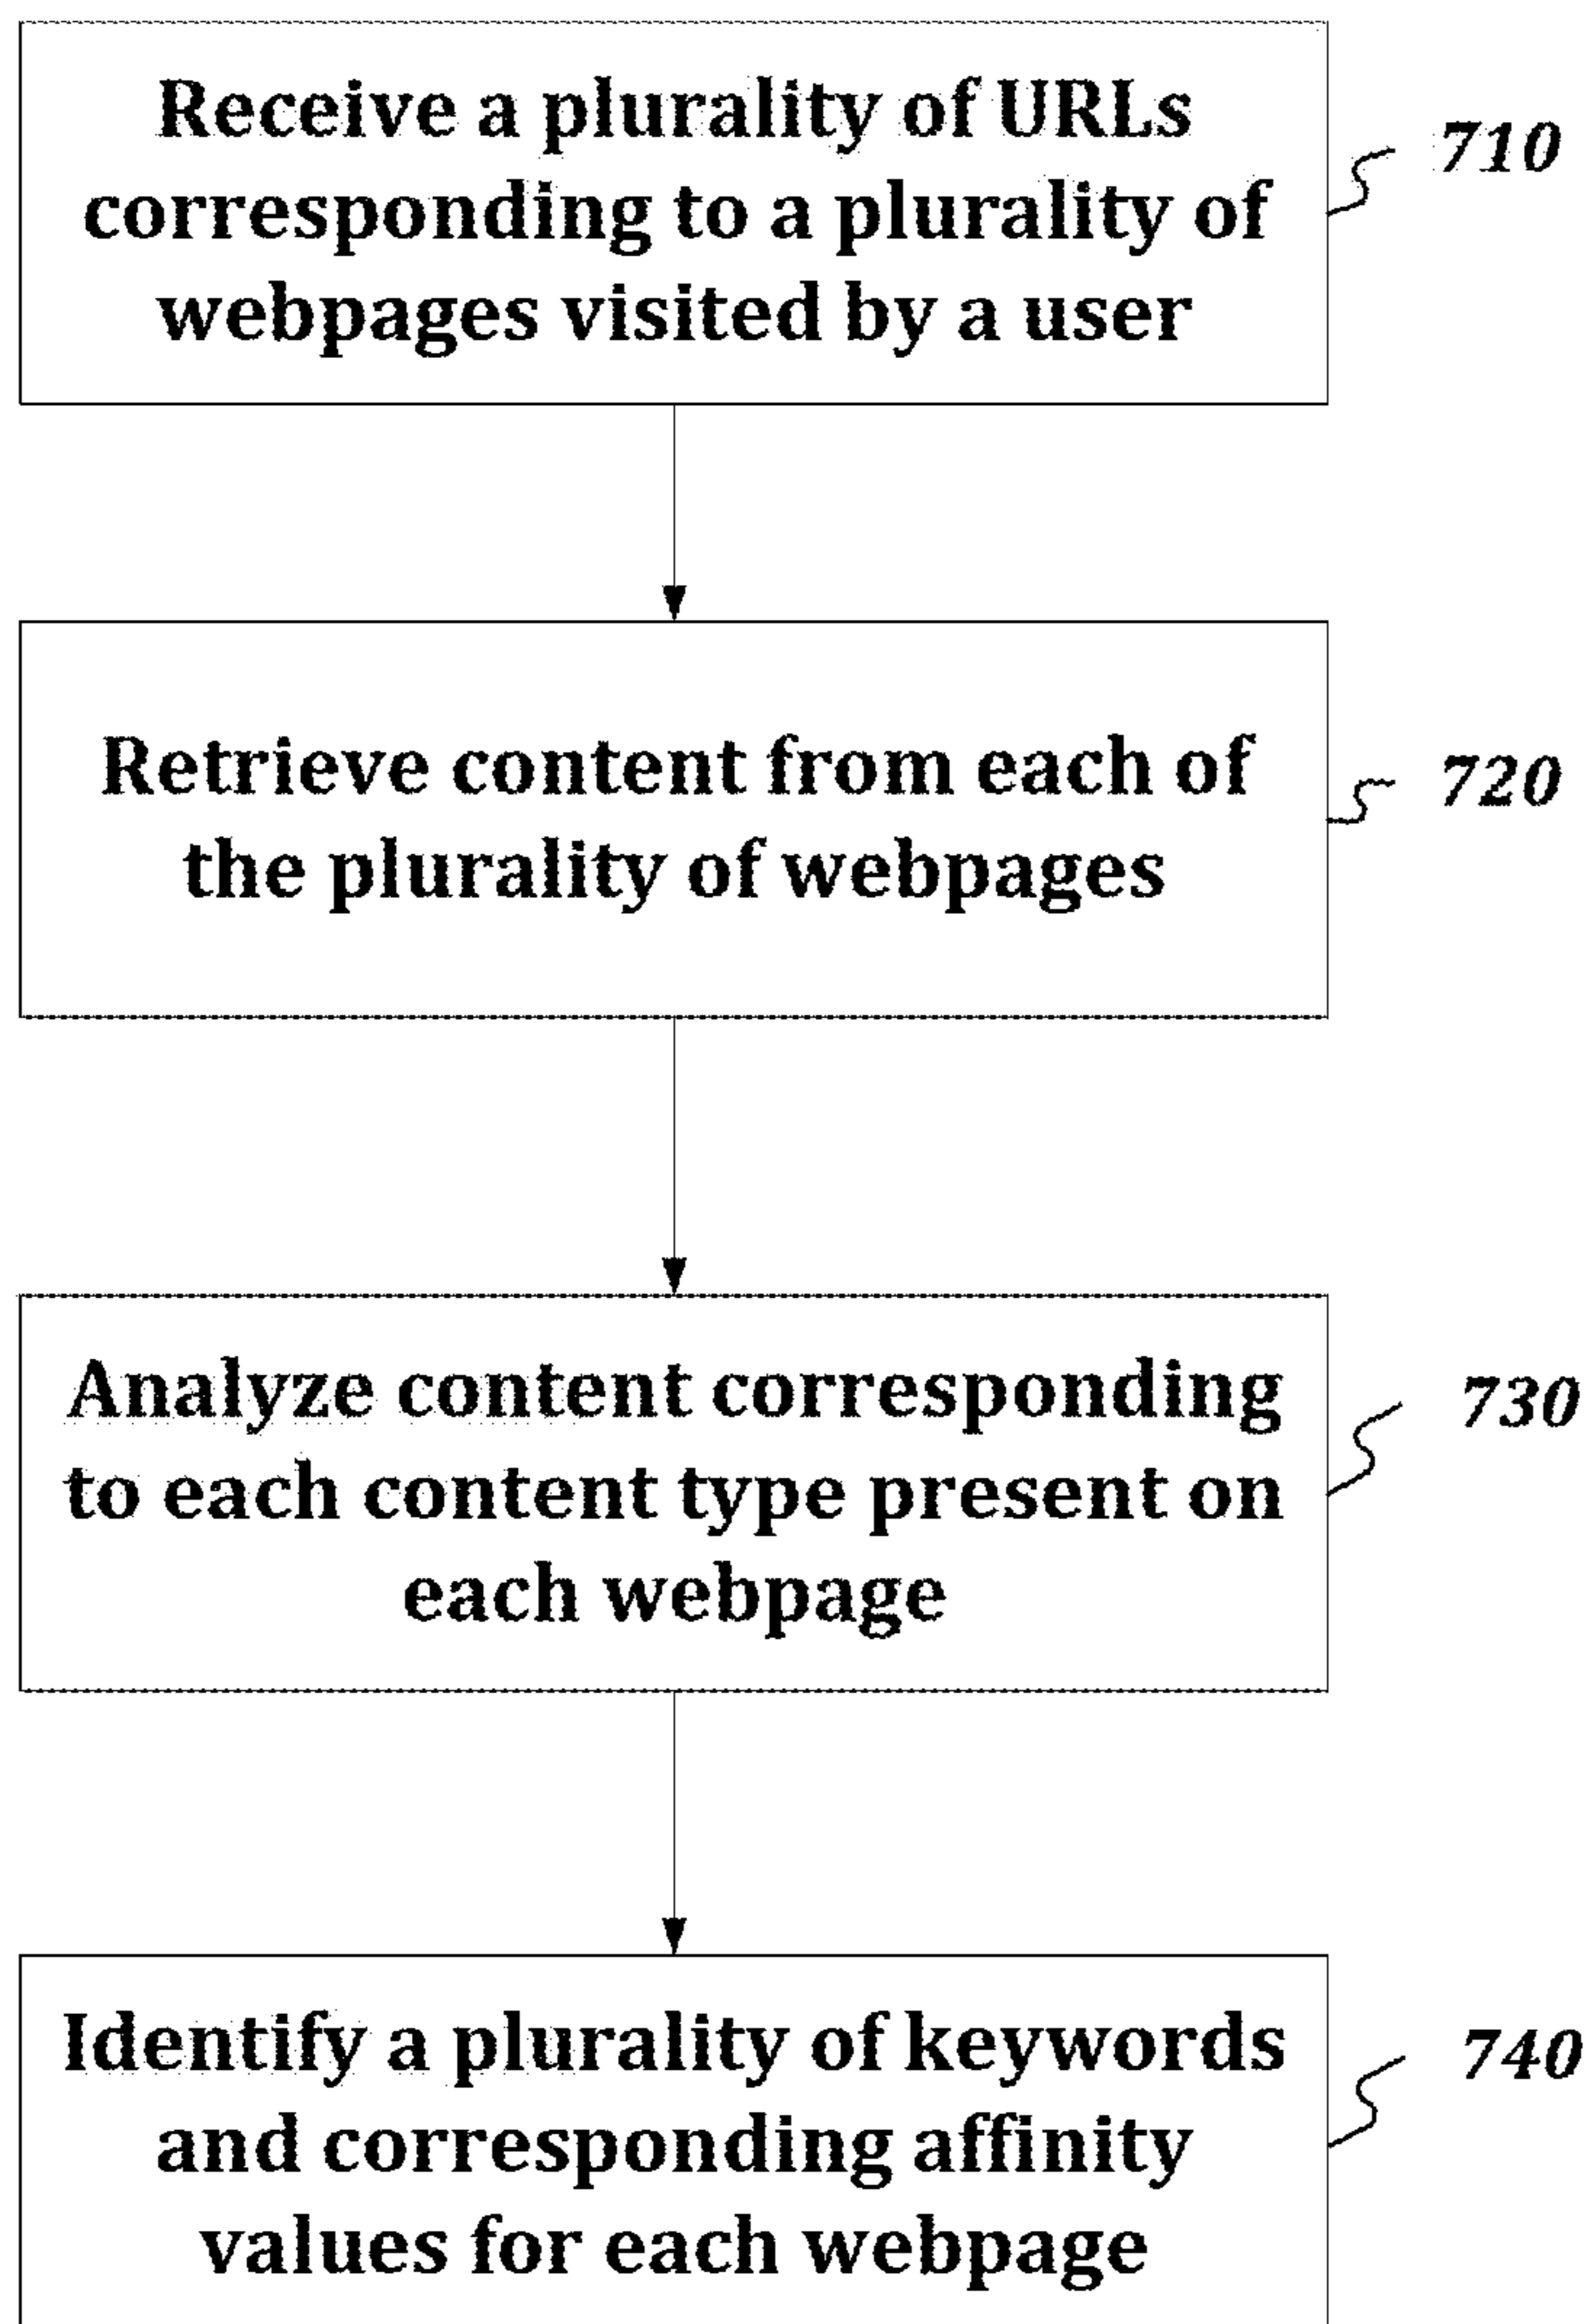 Receive a plurality of URLs
corresponding to a plurality of
webpages visited by a user
710
Retrieve content from each of
the plurality of webpages
720
Analyze content corresponding
to each content type present on
each webpage
730
Identify a plurality of keywords
and corresponding affinity
values for each webpage
740